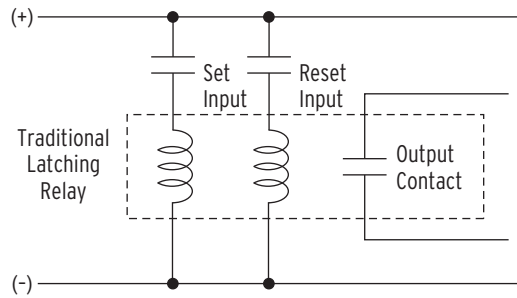 (+)
Set
Input
Reset
Input
Traditional
Latching
Relay
Output
Contact
(–)